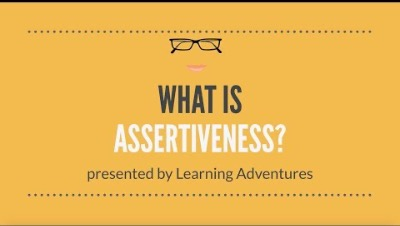 WHAT IS
ASSERTIVENESS?
presented by Learning Adventures